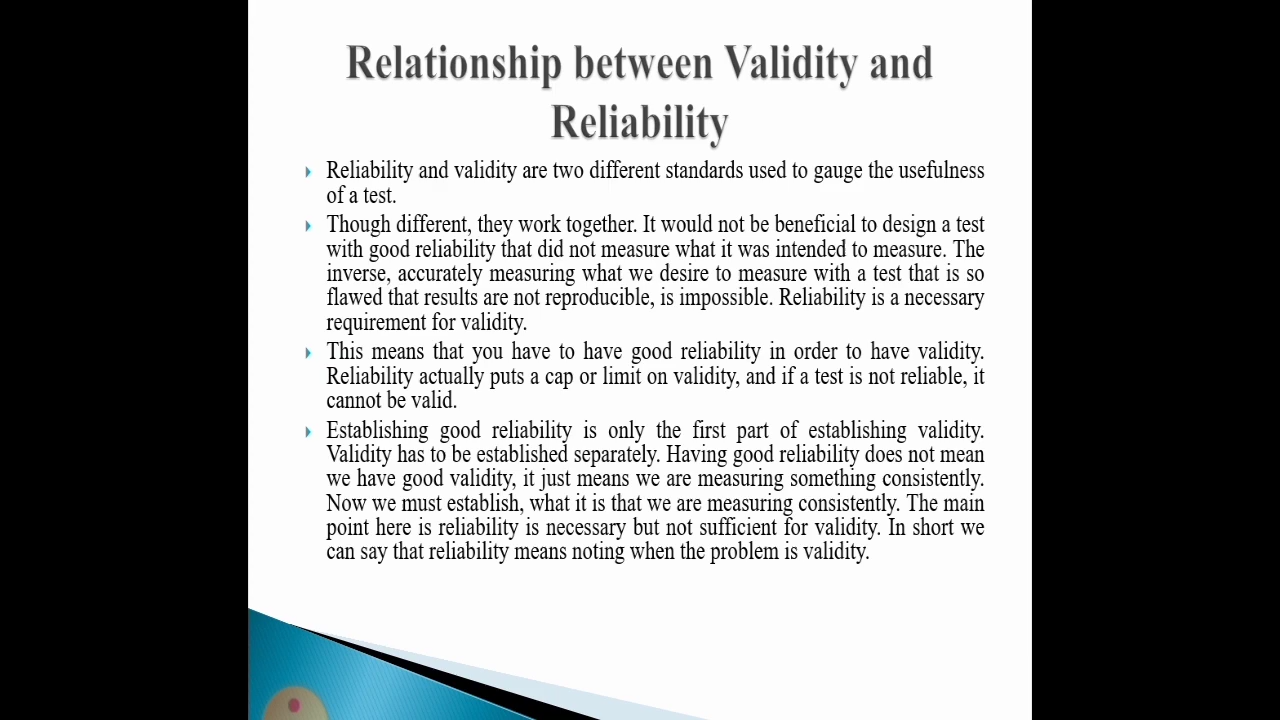 Relationship between Validity and
Reliability
Reliability and validity are two different standards used to gauge the usefulness
of a test.
Though different, they work together. It would not be beneficial to design a test
with good reliability that did not measure what it was intended to measure. The
inverse, accurately measuring what we desire to measure with a test that is so
flawed that results are not reproducible, is impossible. Reliability is a necessary
requirement for validity.
This means that you have to have good reliability in order to have validity.
Reliability actually puts a cap or limit on validity, and if a test is not reliable, it
cannot be valid.
Establishing good reliability is only the first part of establishing validity.
Validity has to be established separately. Having good reliability does not mean
we have good validity, it just means we are measuring something consistently.
Now we must establish, what it is that we are measuring consistently. The main
point here is reliability is necessary but not sufficient for validity. In short we
can say that reliability means noting when the problem is validity.